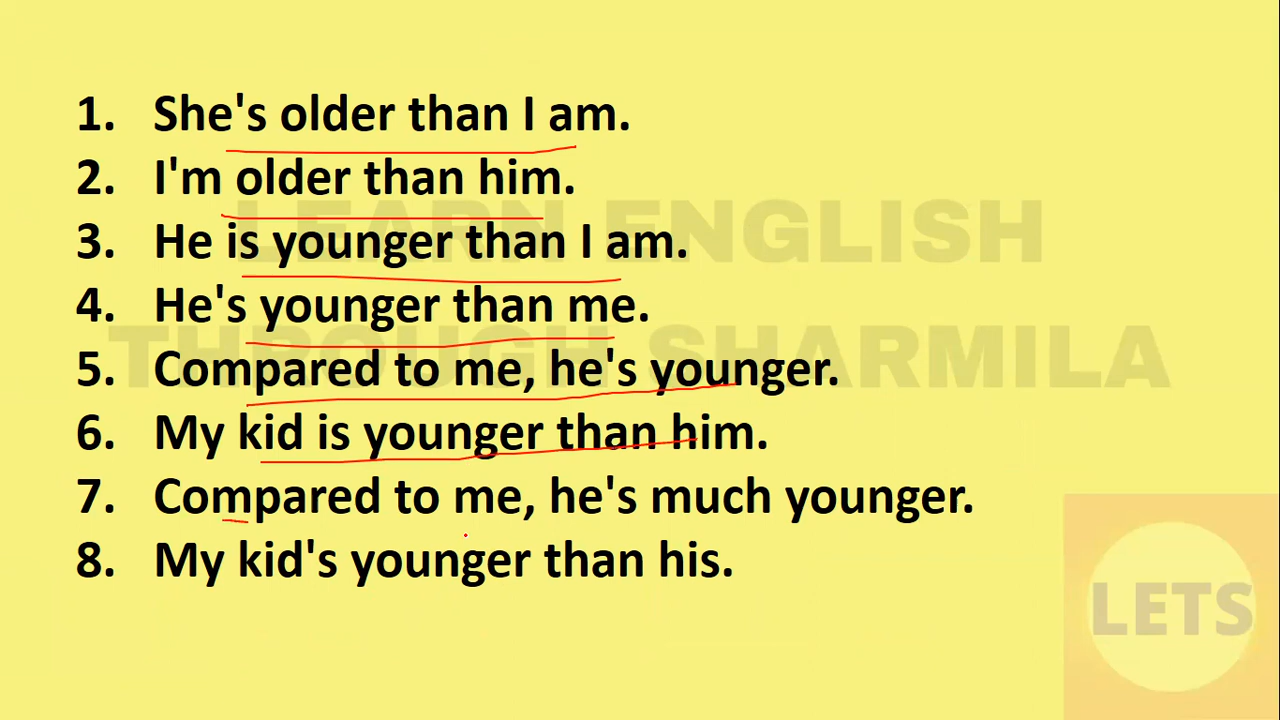 1. She's older than I am.
2. I'm older than him.
3. He is younger than I am.
4. He's younger than me.
5. Compared to me, he's younger.
6. My kid is younger than him.
7. Compared to me, he's much younger.
8. My kid's younger than his.
LEARN ENGLISH
THROUGH SHARMILA
LETS